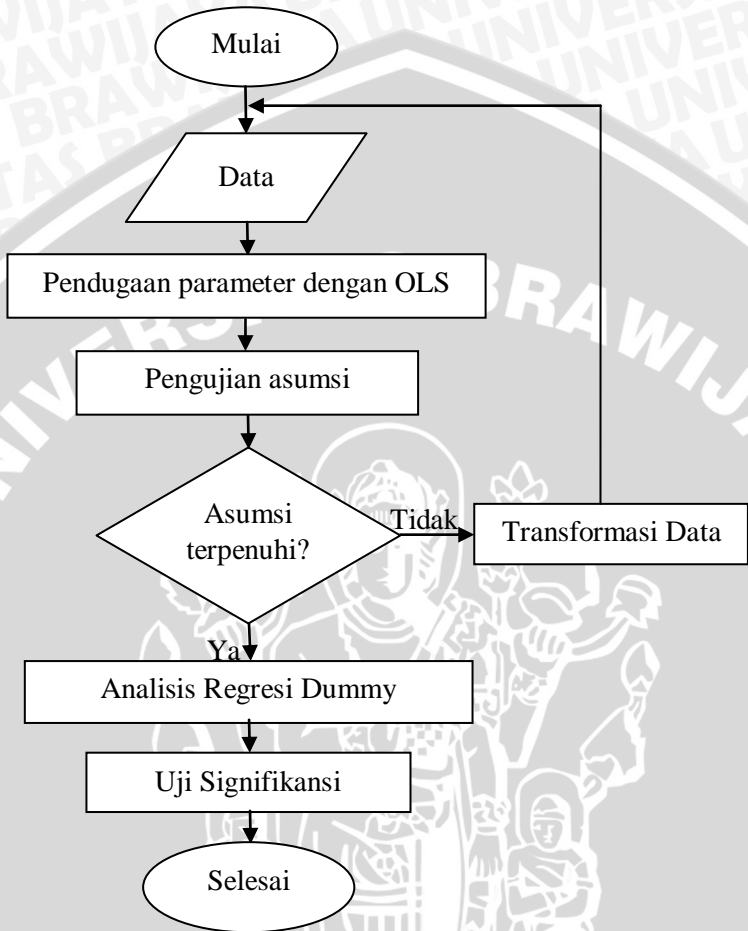 Mulai
Data
Pendugaan parameter dengan OLS
Pengujian asumsi
Asumsi
terpenuhi?
Tidak
Transformasi Data
Ya
Analisis Regresi Dummy
Uji Signifikansi
Selesai